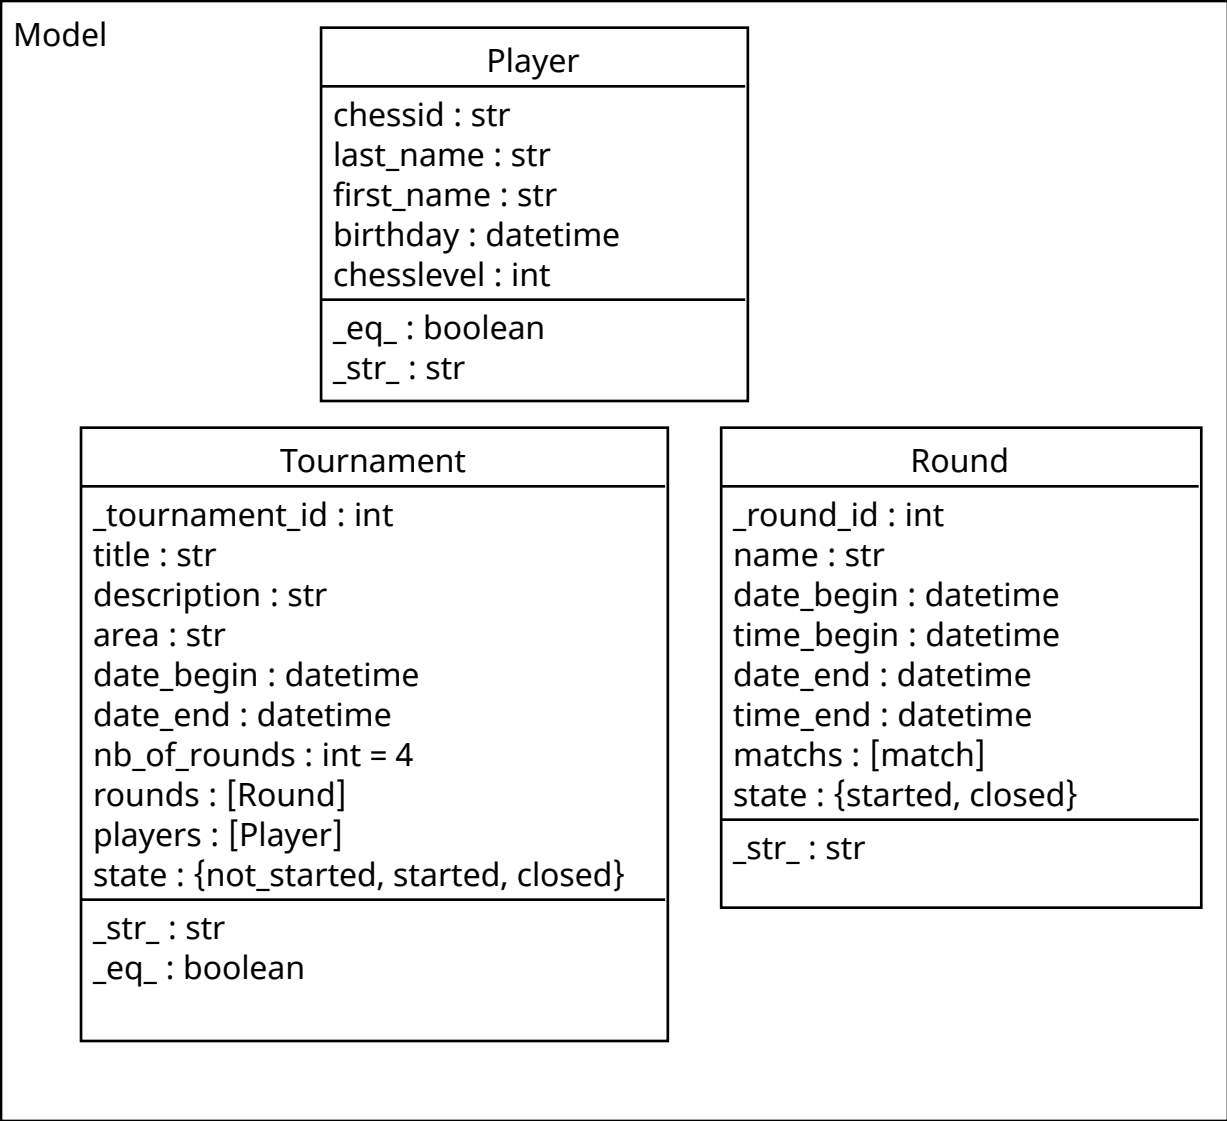 Model
Player
chessid : str
last_name : str
first_name : str
birthday : datetime
chesslevel : int
_eq_ : boolean
_str_ : str
Tournament
_tournament_id : int
title : str
description : str
area : str
date_begin : datetime
date_end : datetime
nb_of_rounds : int = 4
rounds : [Round]
players : [Player]
state : {not_started, started, closed}
_str_ : str
_eq_ : boolean
Round
_round_id : int
name : str
date_begin : datetime
time_begin : datetime
date_end : datetime
time_end : datetime
matchs : [match]
state : {started, closed}
_str_ : str